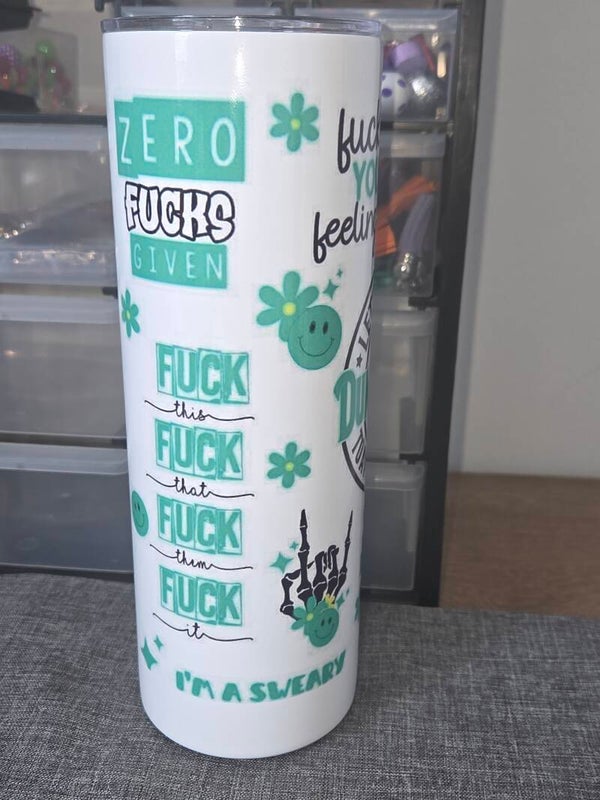 ZERO
FUCKS
GIVEN
FUCK
this
FUCK
that
FUCK
them
FUCK
it
I'M A SWEARY